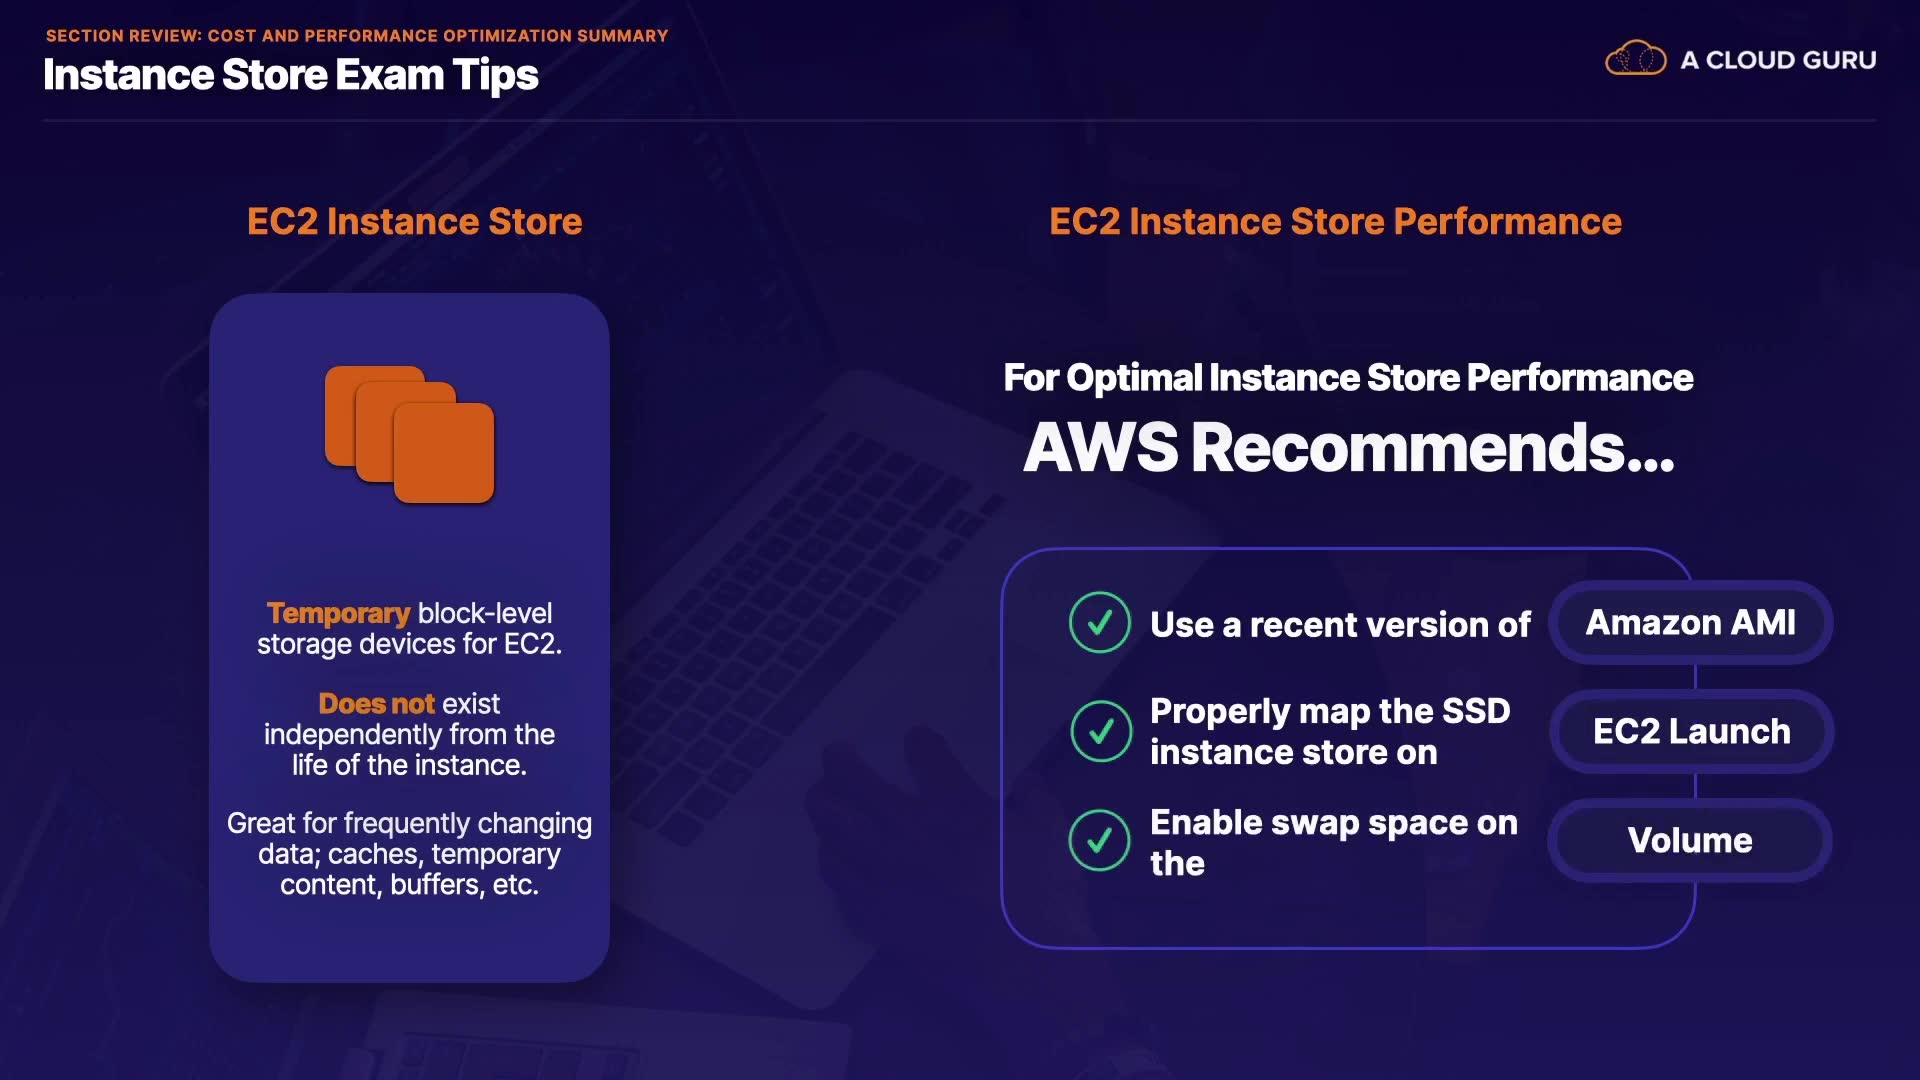 SECTION REVIEW: COST AND PERFORMANCE OPTIMIZATION SUMMARY
Instance Store Exam Tips
A CLOUD GURU
EC2 Instance Store
Temporary block-level
storage devices for EC2.
Does not exist
independently from the
life of the instance.
Great for frequently changing
data; caches, temporary
content, buffers, etc.
EC2 Instance Store Performance
For Optimal Instance Store Performance
AWS Recommends...
Use a recent version of
Amazon AMI
Properly map the SSD
instance store on
EC2 Launch
Enable swap space on
the
Volume